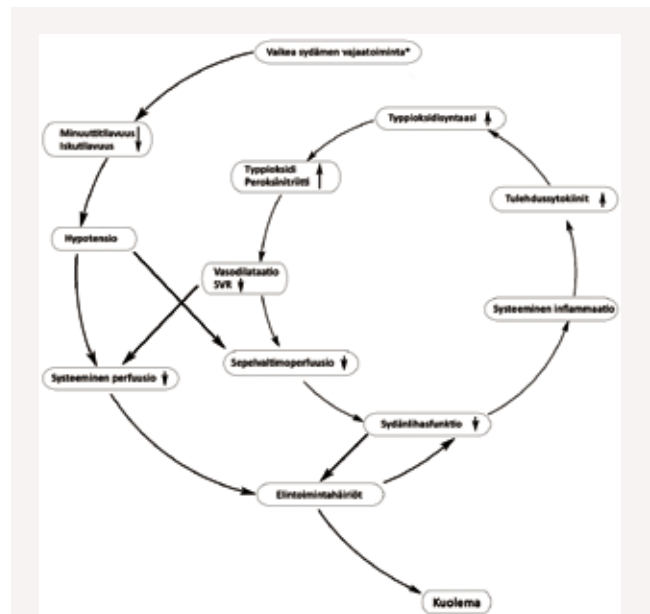 Vaikea sydämen vajaatoiminta*
Typpioksidisyntaasi
Minuuttitilavuus
Iskutilavuus
Typpioksidi
Peroksinitriitti
Tulehdussytokiinit
Hypotensio
Vasodilataatio
SVR
Systeeminen inflammaatio
Sepelvaltimoperfuusio
Systeeminen perfuusio
Sydänlihasfunktio
Elintoimintahäiriöt
Kuolema